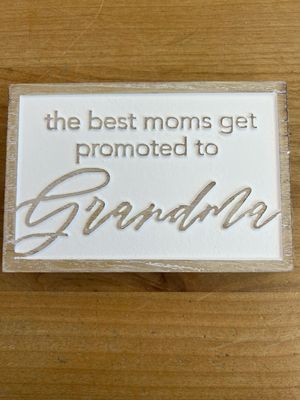 the best moms get
promoted to
Grandma